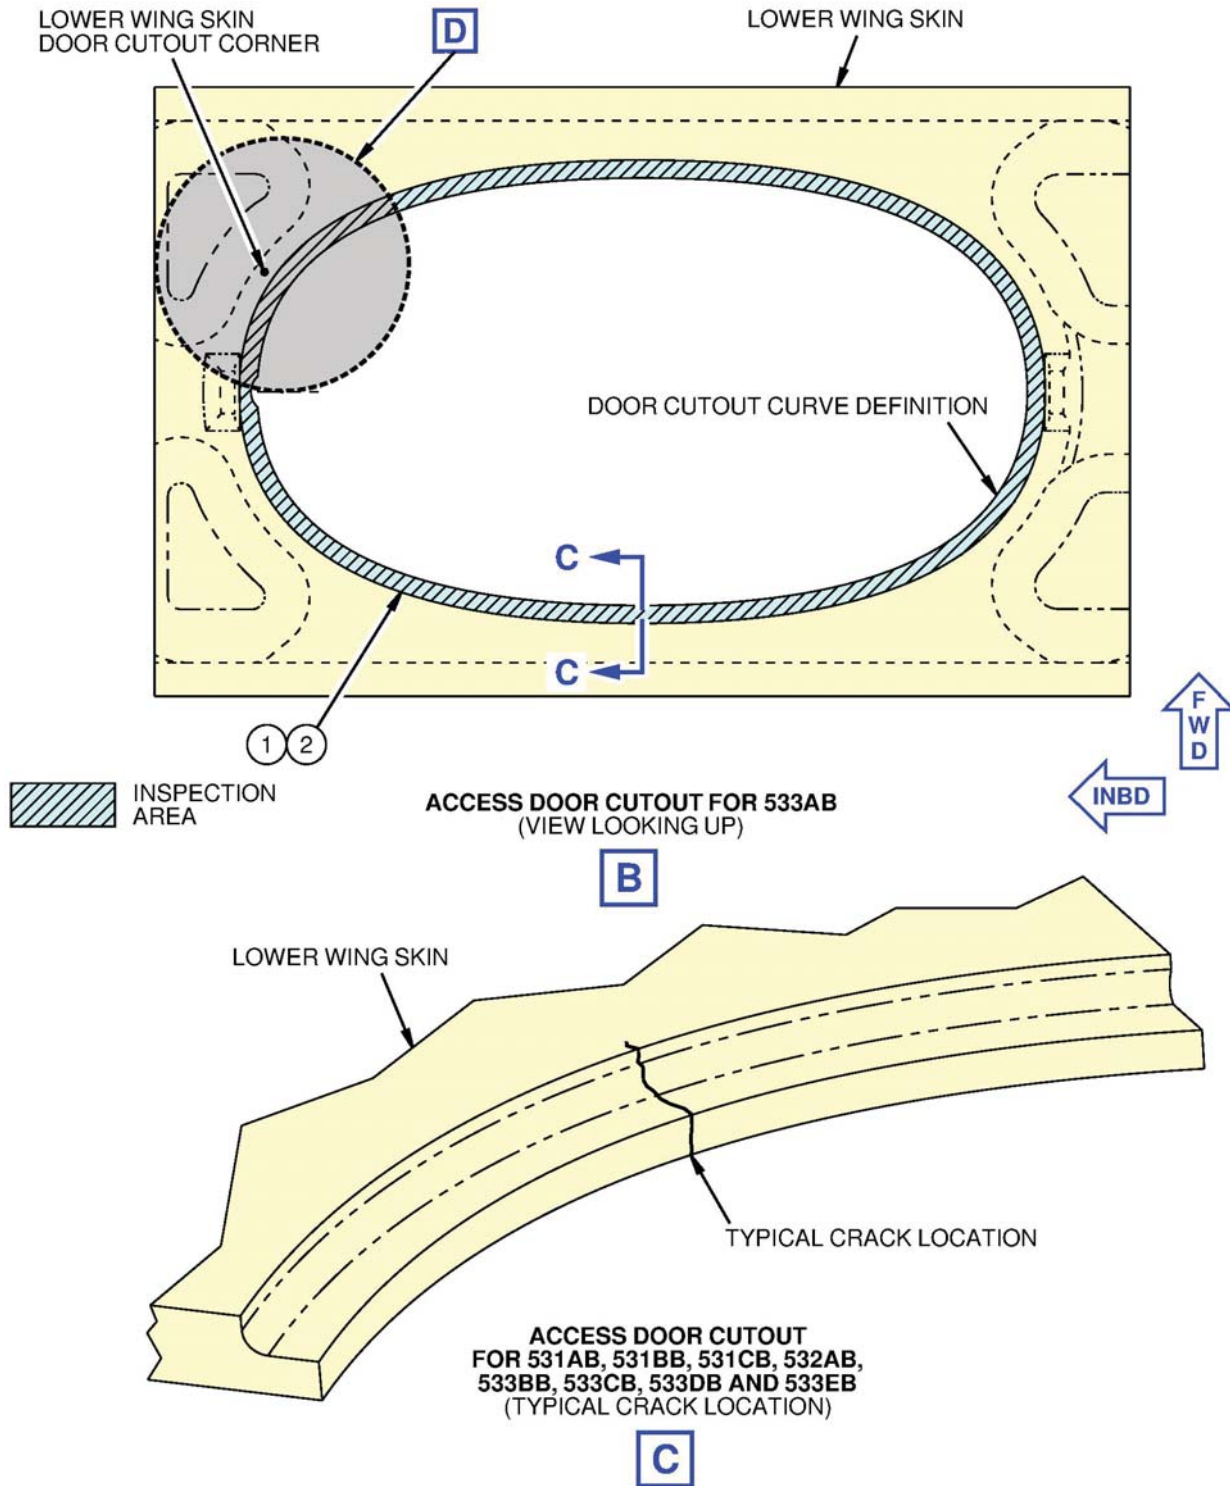 LOWER WING SKIN
DOOR CUTOUT CORNER
D
LOWER WING SKIN
DOOR CUTOUT CURVE DEFINITION
C
C
1 2
F
W
D
INBD
INSPECTION
AREA
ACCESS DOOR CUTOUT FOR 533AB
(VIEW LOOKING UP)
B
LOWER WING SKIN
TYPICAL CRACK LOCATION
ACCESS DOOR CUTOUT
FOR 531AB, 531BB, 531CB, 532AB,
533BB, 533CB, 533DB AND 533EB
(TYPICAL CRACK LOCATION)
C